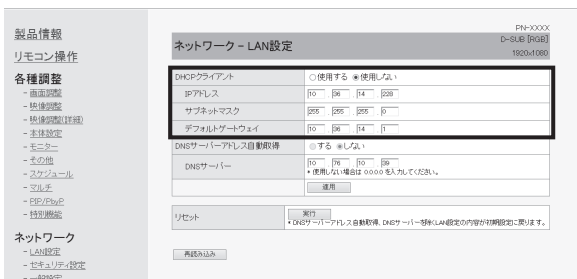 製品情報
リモコン操作
各種調整
- 画面調整
- 映像調整
- 映像調整(詳細)
- 本体設定
- モニター
- その他
- スケジュール
- マルチ
- PIP/PbyP
- 特別機能
ネットワーク
- LAN設定
- セキュリティ設定
- 一般設定
PN-XXXX
ネットワーク - LAN設定
D-SUB [RGB]
1920x1080
DHCPクライアント ○使用する ◉使用しない
IPアドレス 10 . 36 . 14 . 228
サブネットマスク 255 . 255 . 255 . 0
デフォルトゲートウェイ 10 . 36 . 14 . 1
DNSサーバーアドレス自動取得 ○する ◉しない
DNSサーバー 10 . 76 . 10 . 39
* 使用しない場合は 0.0.0.0 を入力してください。
適用
リセット 実行
* DNSサーバーアドレス自動取得、DNSサーバーを除くLAN設定の内容が初期設定に戻ります。
再読み込み